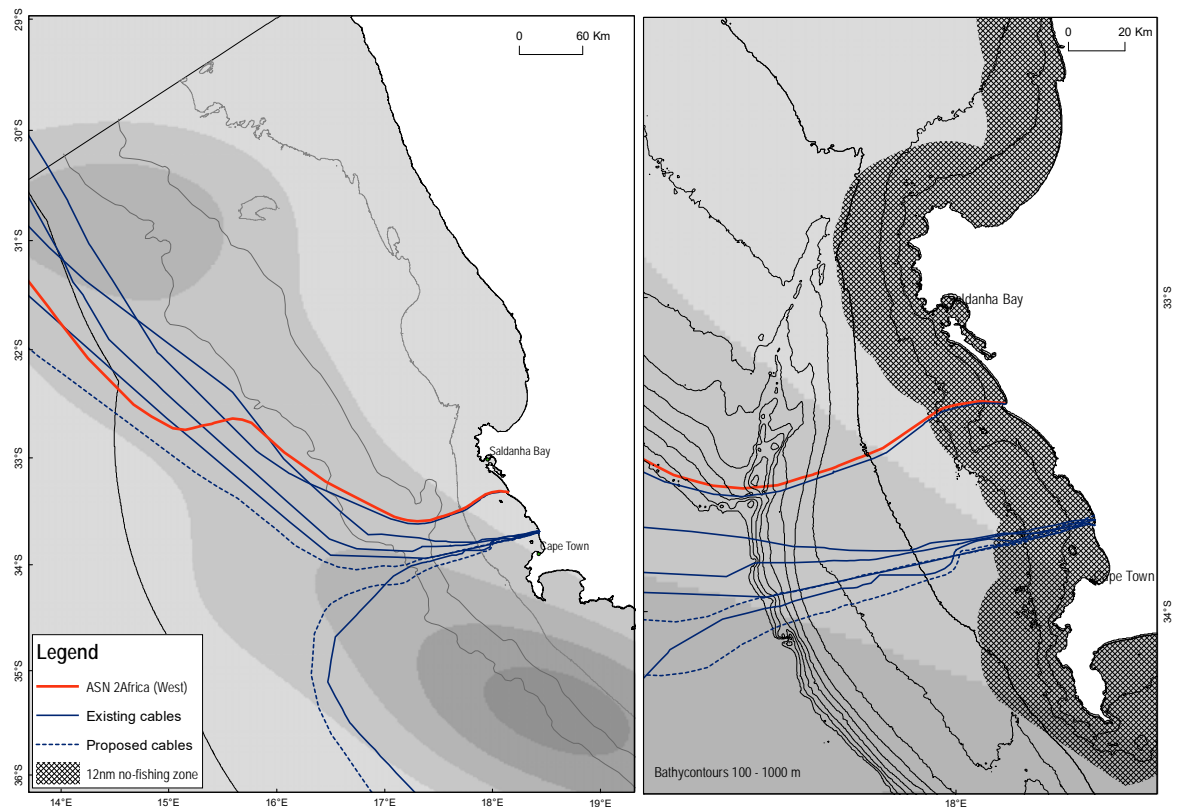 29°S
30°S
31°S
32°S
33°S
34°S
35°S
36°S
0 60 Km
Saldanha Bay
Cape Town
Legend
ASN 2Africa (West)
Existing cables
Proposed cables
12nm no-fishing zone
14°E 15°E 16°E 17°E 18°E 19°E
0 20 Km
aldanha Bay
ape Town
33°S
34°S
Bathycontours 100 - 1000 m
18°E